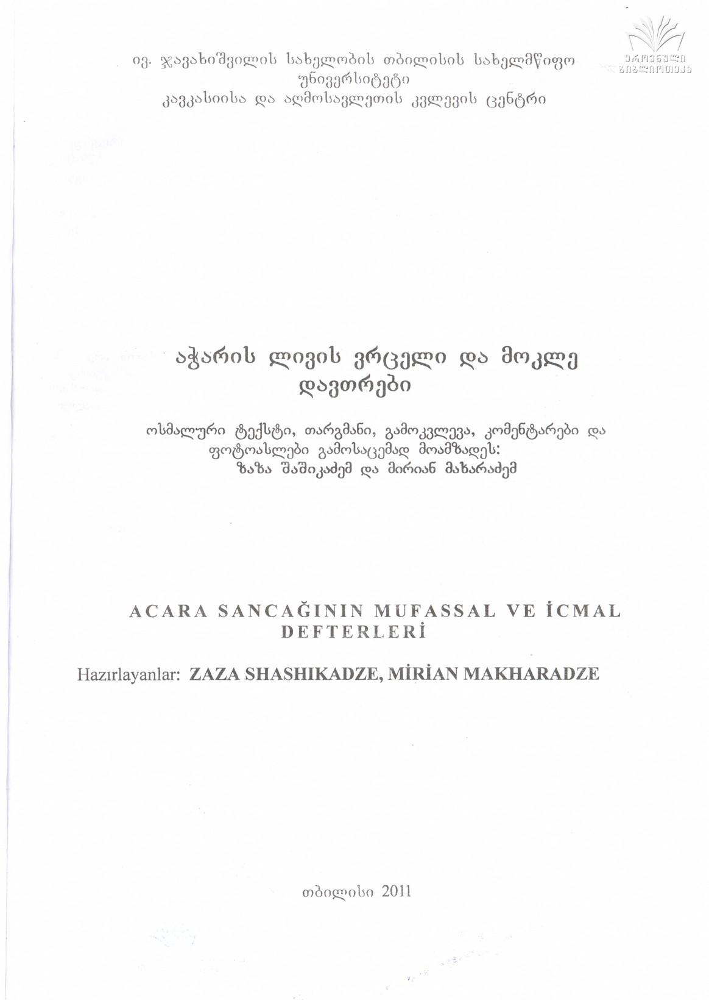 ეროვნული
ბიბლიოთეკა
ივ. ჯავახიშვილის სახელობის თბილისის სახელმწიფო
უნივერსიტეტი
კავკასიისა და აღმოსავლეთის კვლევის ცენტრი
აჭარის ლივის ვრცელი და მოკლე
დავთრები
ოსმალური ტექსტი, თარგმანი, გამოკვლევა, კომენტარები და
ფოტოასლები გამოსაცემად მოამზადეს:
ზაზა შაშიკაძემ და მირიან მახარაძემ
ACARA SANCAĞININ MUFASSAL VE İCMAL
DEFTERLERİ
Hazırlayanlar: ZAZA SHASHIKADZE, MİRİAN MAKHARADZE
თბილისი 2011